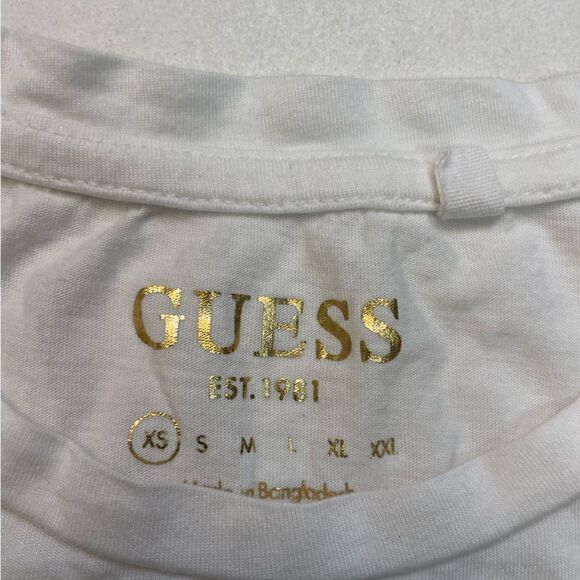 GUESS
EST. 1981
XS S M L XL XXL
Made in Bangladesh